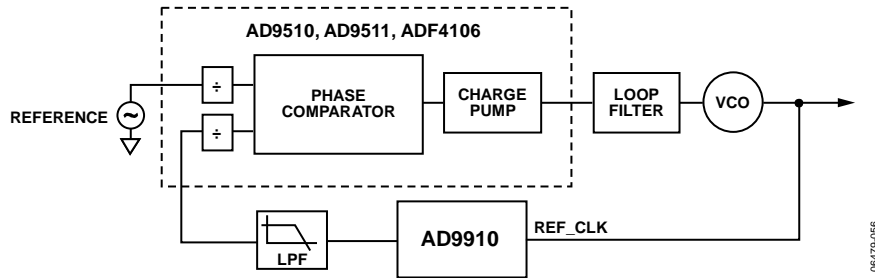 AD9510, AD9511, ADF4106
REFERENCE
~
÷
÷
PHASE
COMPARATOR
CHARGE
PUMP
LOOP
FILTER
VCO
LPF
AD9910
REF_CLK
06479-056